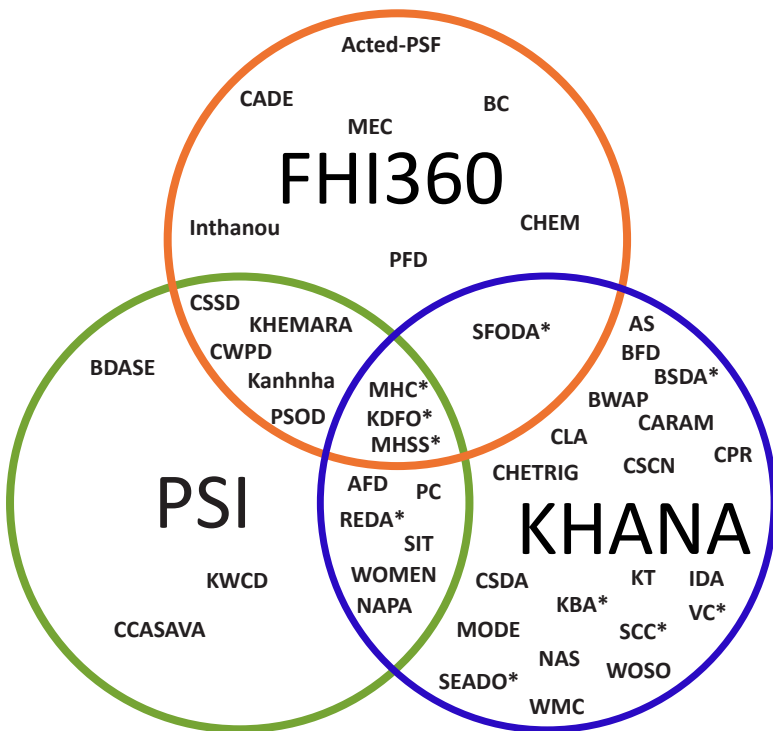 Acted-PSF
CADE
BC
MEC
FHI360
Inthanou
CHEM
PFD
CSSD
KHEMARA
CWPD
Kanhnha
PSOD
SFODA*
MHC*
KDFO*
MHSS*
BDASE
PSI
KWCD
CCASAVA
AFD
PC
REDA*
SIT
WOMEN
NAPA
AS
BFD
BSDA*
BWAP
CARAM
CLA
CPR
CHETRIG
CSCN
KHANA
CSDA
KT
IDA
KBA*
VC*
MODE
SCC*
NAS
WOSO
SEADO*
WMC